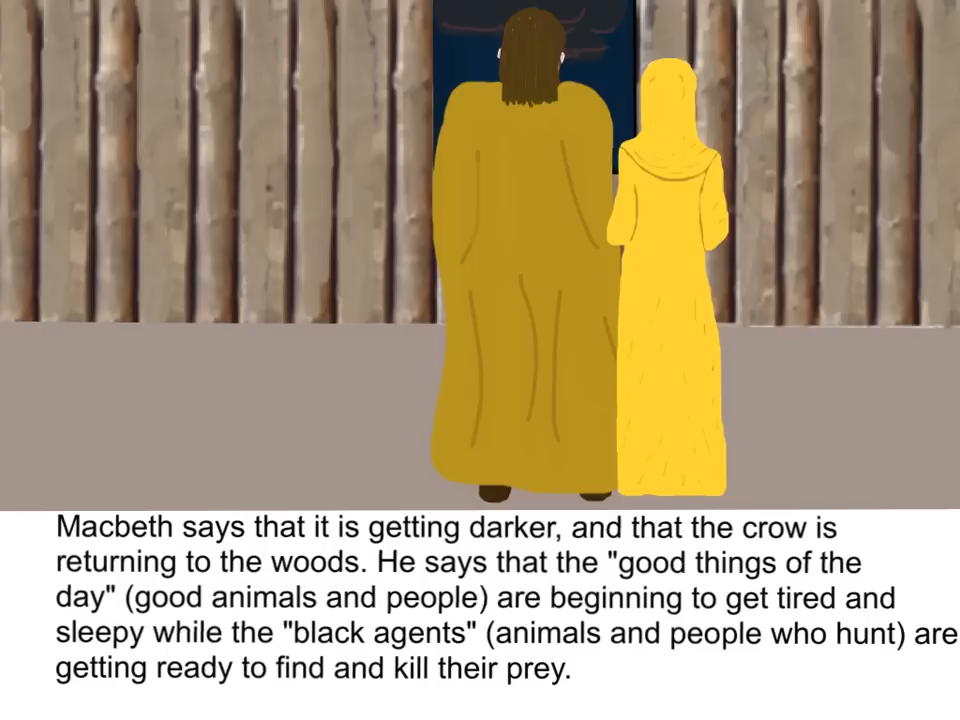 Macbeth says that it is getting darker, and that the crow is
returning to the woods. He says that the "good things of the
day" (good animals and people) are beginning to get tired and
sleepy while the "black agents" (animals and people who hunt) are
getting ready to find and kill their prey.